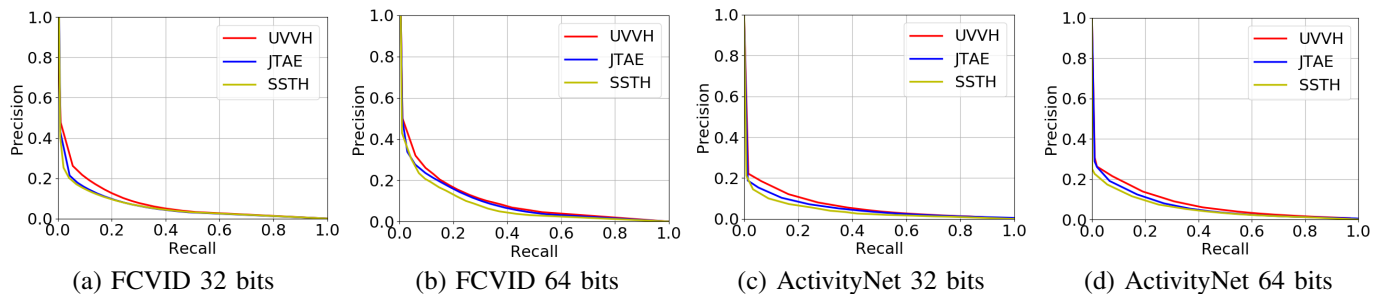 1.0
0.8
0.6
0.4
0.2
0.0
Precision
0.0 0.2 0.4 0.6 0.8 1.0
Recall
UVVH
JTAE
SSTH
(a) FCVID 32 bits
1.0
0.8
0.6
0.4
0.2
0.0
Precision
0.0 0.2 0.4 0.6 0.8 1.0
Recall
UVVH
JTAE
SSTH
(b) FCVID 64 bits
1.0
0.8
0.6
0.4
0.2
0.0
Precision
0.0 0.2 0.4 0.6 0.8 1.0
Recall
UVVH
JTAE
SSTH
(c) ActivityNet 32 bits
1.0
0.8
0.6
0.4
0.2
0.0
Precision
0.0 0.2 0.4 0.6 0.8 1.0
Recall
UVVH
JTAE
SSTH
(d) ActivityNet 64 bits